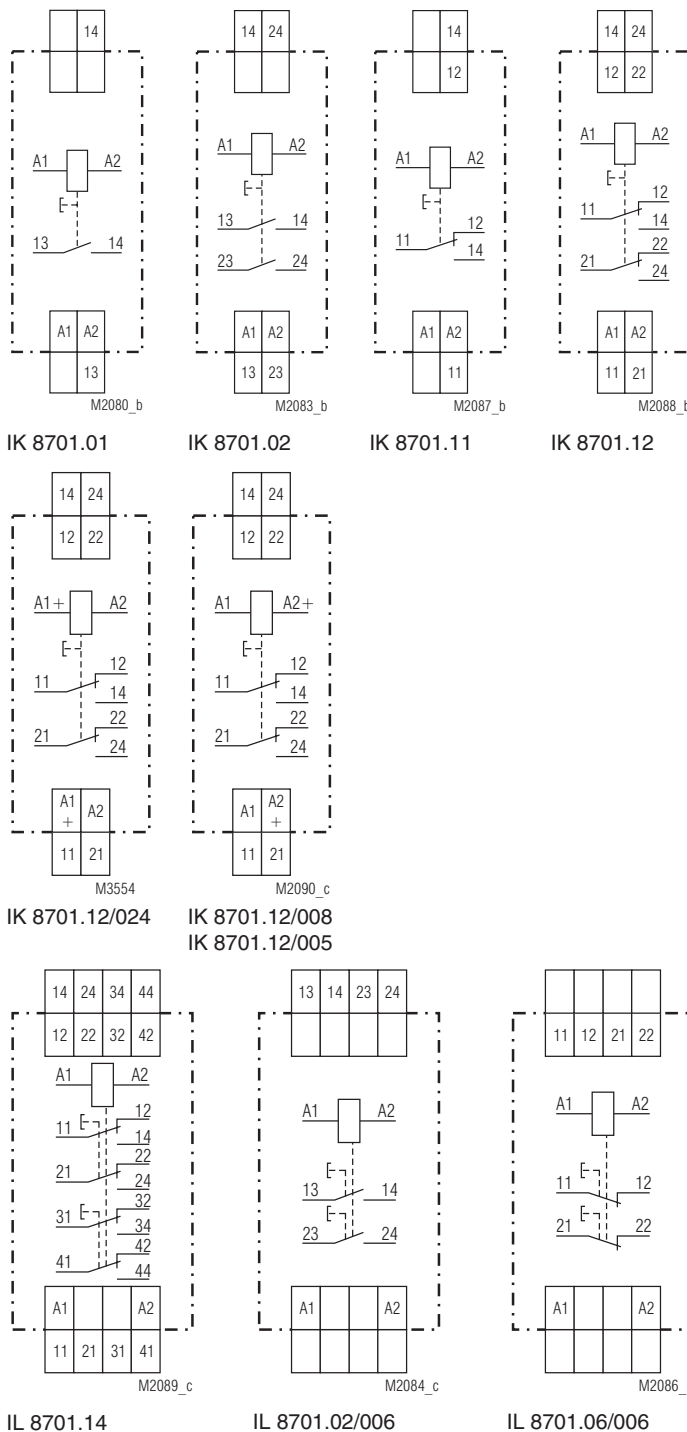 14
A1 A2
13 14
A1 A2
13
M2080_b
IK 8701.01
14 24
A1 A2
13 14
23 24
A1 A2
13 23
M2083_b
IK 8701.02
14
12
A1 A2
12
11
14
A1 A2
11
M2087_b
IK 8701.11
14 24
12 22
A1 A2
12
11
14
22
21
24
A1 A2
11 21
M2088_b
IK 8701.12
14 24
12 22
A1+ A2
12
11
14
22
21
24
A1 A2
+
11 21
M3554
IK 8701.12/024
14 24
12 22
A1 A2+
12
11
14
22
21
24
A1 A2
+
11 21
M2090_c
IK 8701.12/008
IK 8701.12/005
14 24 34 44
12 22 32 42
A1 A2
12
11
14
22
21
24
32
31
34
42
41
44
A1 A2
11 21 31 41
M2089_c
IL 8701.14
13 14 23 24
A1 A2
13 14
23 24
A1 A2
M2084_c
IL 8701.02/006
11 12 21 22
A1 A2
11 12
21 22
A1 A2
M2086_
IL 8701.06/006